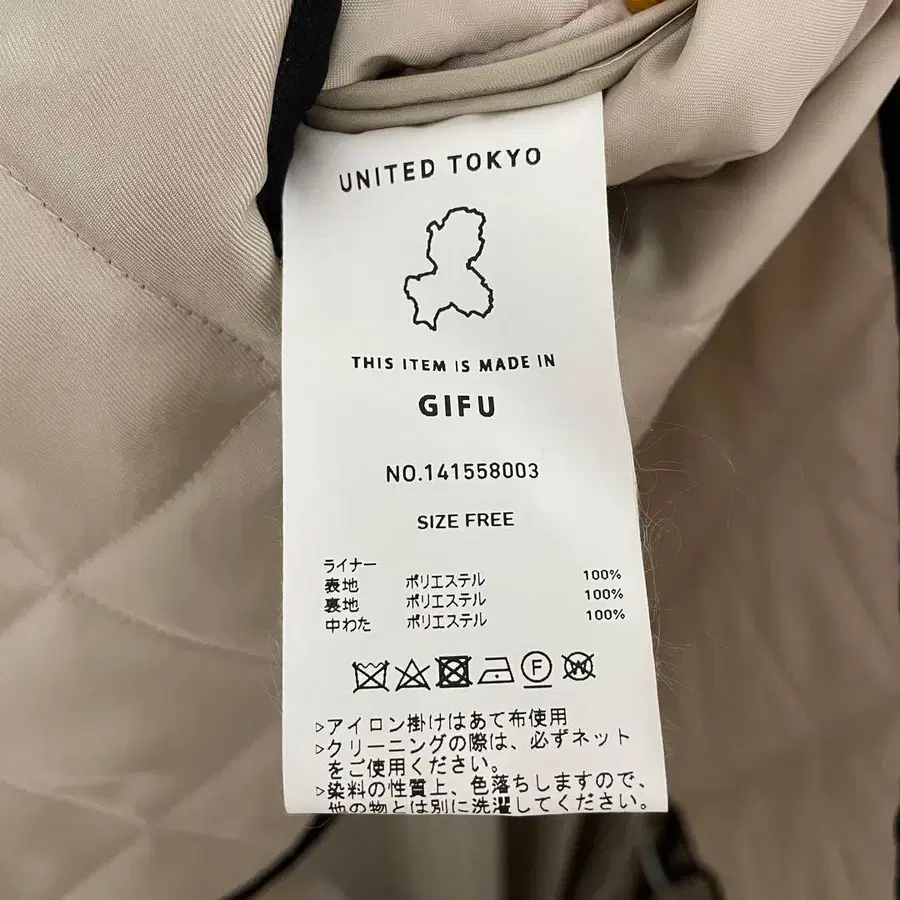 UNITED TOKYO
THIS ITEM IS MADE IN
GIFU
NO.141558003
SIZE FREE
ライナー
表地 ポリエステル 100%
裏地 ポリエステル 100%
中わた ポリエステル 100%
F W
▷アイロン掛けはあて布使用
▷クリーニングの際は、必ずネット
をご使用ください。
▷染料の性質上、色落ちしますので、
他の物とは別に洗濯してください。